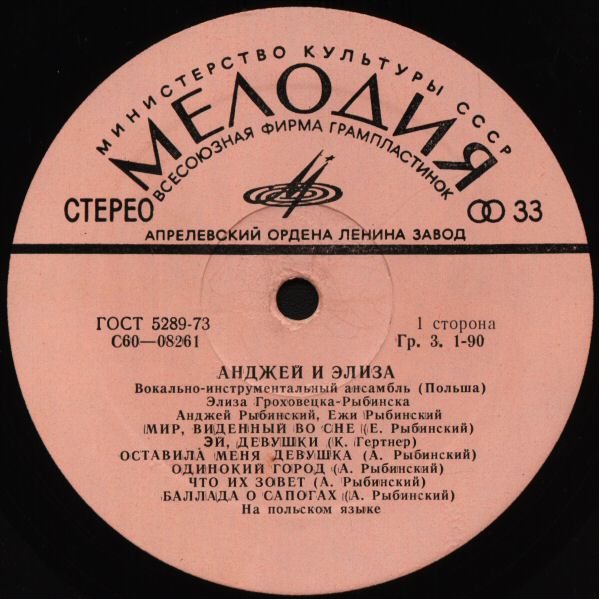 МИНИСТЕРСТВО КУЛЬТУРЫ СССР
МЕЛОДИЯ
ВСЕСОЮЗНАЯ ФИРМА ГРАМПЛАСТИНОК
СТЕРЕО
33
АПРЕЛЕВСКИЙ ОРДЕНА ЛЕНИНА ЗАВОД
ГОСТ 5289-73
1 сторона
С60—08261
Гр. 3. 1-90
АНДЖЕЙ И ЭЛИЗА
Вокально-инструментальный ансамбль (Польша)
Элиза Гроховецка-Рыбинска
Анджей Рыбинский, Ежи Рыбинский
МИР, ВИДЕННЫЙ ВО СНЕ (Е. Рыбинский)
ЭЙ, ДЕВУШКИ (К. Гертнер)
ОСТАВИЛА МЕНЯ ДЕВУШКА (А. Рыбинский)
ОДИНОКИЙ ГОРОД (А. Рыбинский)
ЧТО ИХ ЗОВЕТ (А. Рыбинский)
БАЛЛАДА О САПОГАХ (А. Рыбинский)
На польском языке